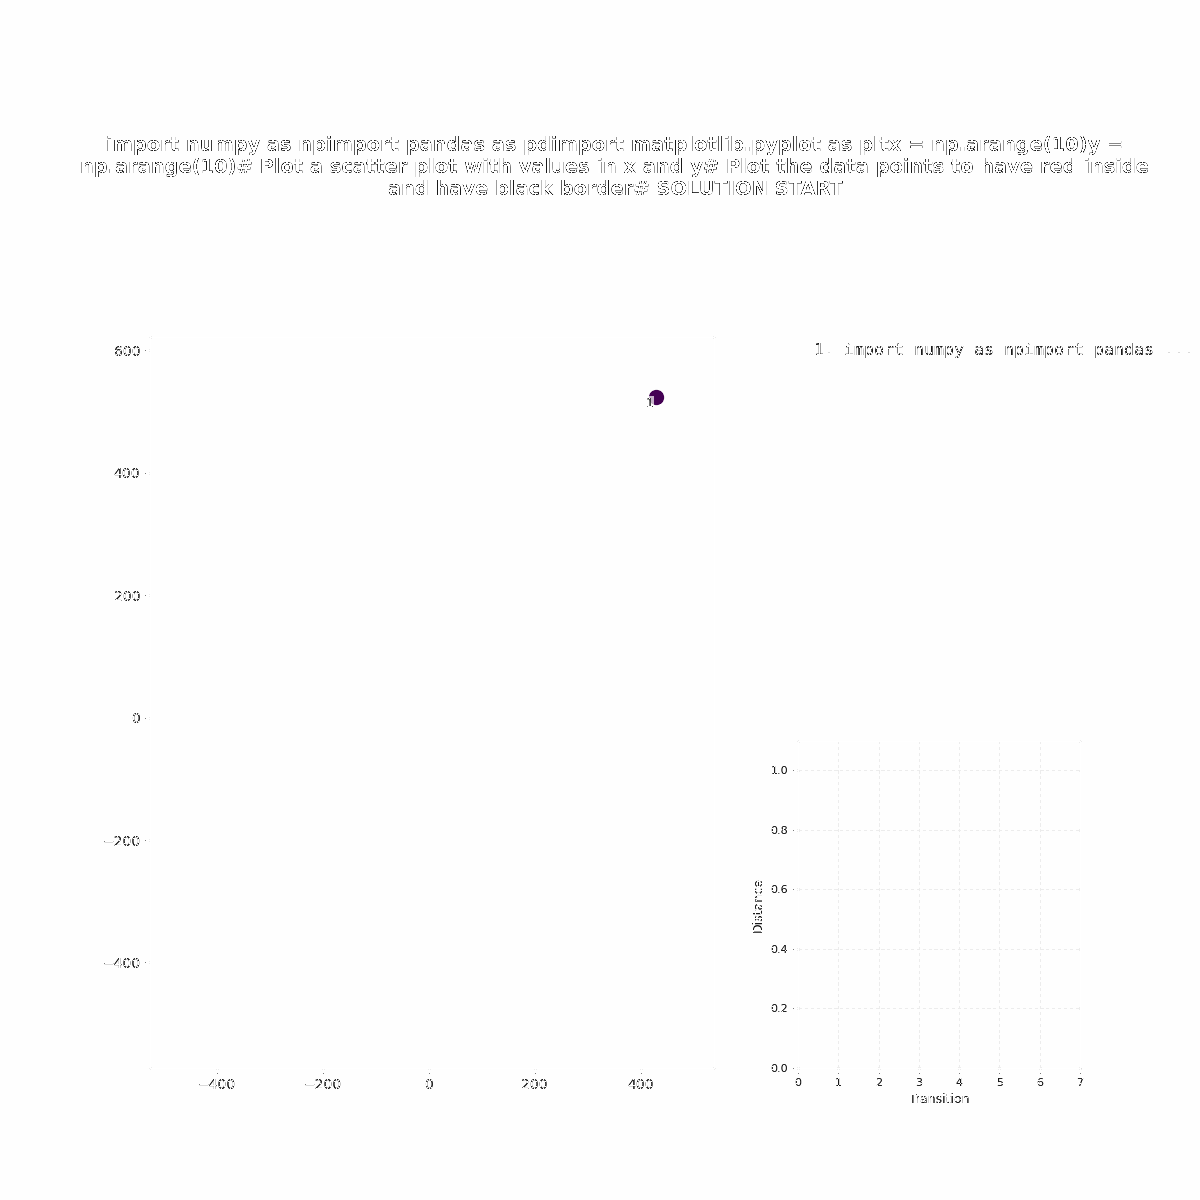 import numpy as npimport pandas as pdimport matplotlib.pyplot as pltx = np.arange(10)y =
np.arange(10)# Plot a scatter plot with values in x and y# Plot the data points to have red inside
and have black border# SOLUTION START
1. import numpy as npimport pandas ...
600
400
200
0
−200
−400
−400 −200 0 200 400
1
1.0
0.8
0.6
0.4
0.2
0.0
Distance
0 1 2 3 4 5 6 7
Transition